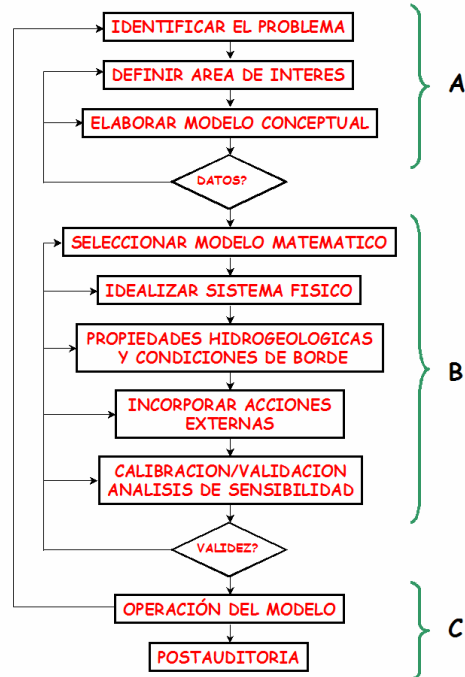 IDENTIFICAR EL PROBLEMA
DEFINIR AREA DE INTERES
A
ELABORAR MODELO CONCEPTUAL
DATOS?
SELECCIONAR MODELO MATEMATICO
IDEALIZAR SISTEMA FISICO
PROPIEDADES HIDROGEOLOGICAS
Y CONDICIONES DE BORDE
B
INCORPORAR ACCIONES
EXTERNAS
CALIBRACION/VALIDACION
ANALISIS DE SENSIBILIDAD
VALIDEZ?
OPERACIÓN DEL MODELO
C
POSTAUDITORIA